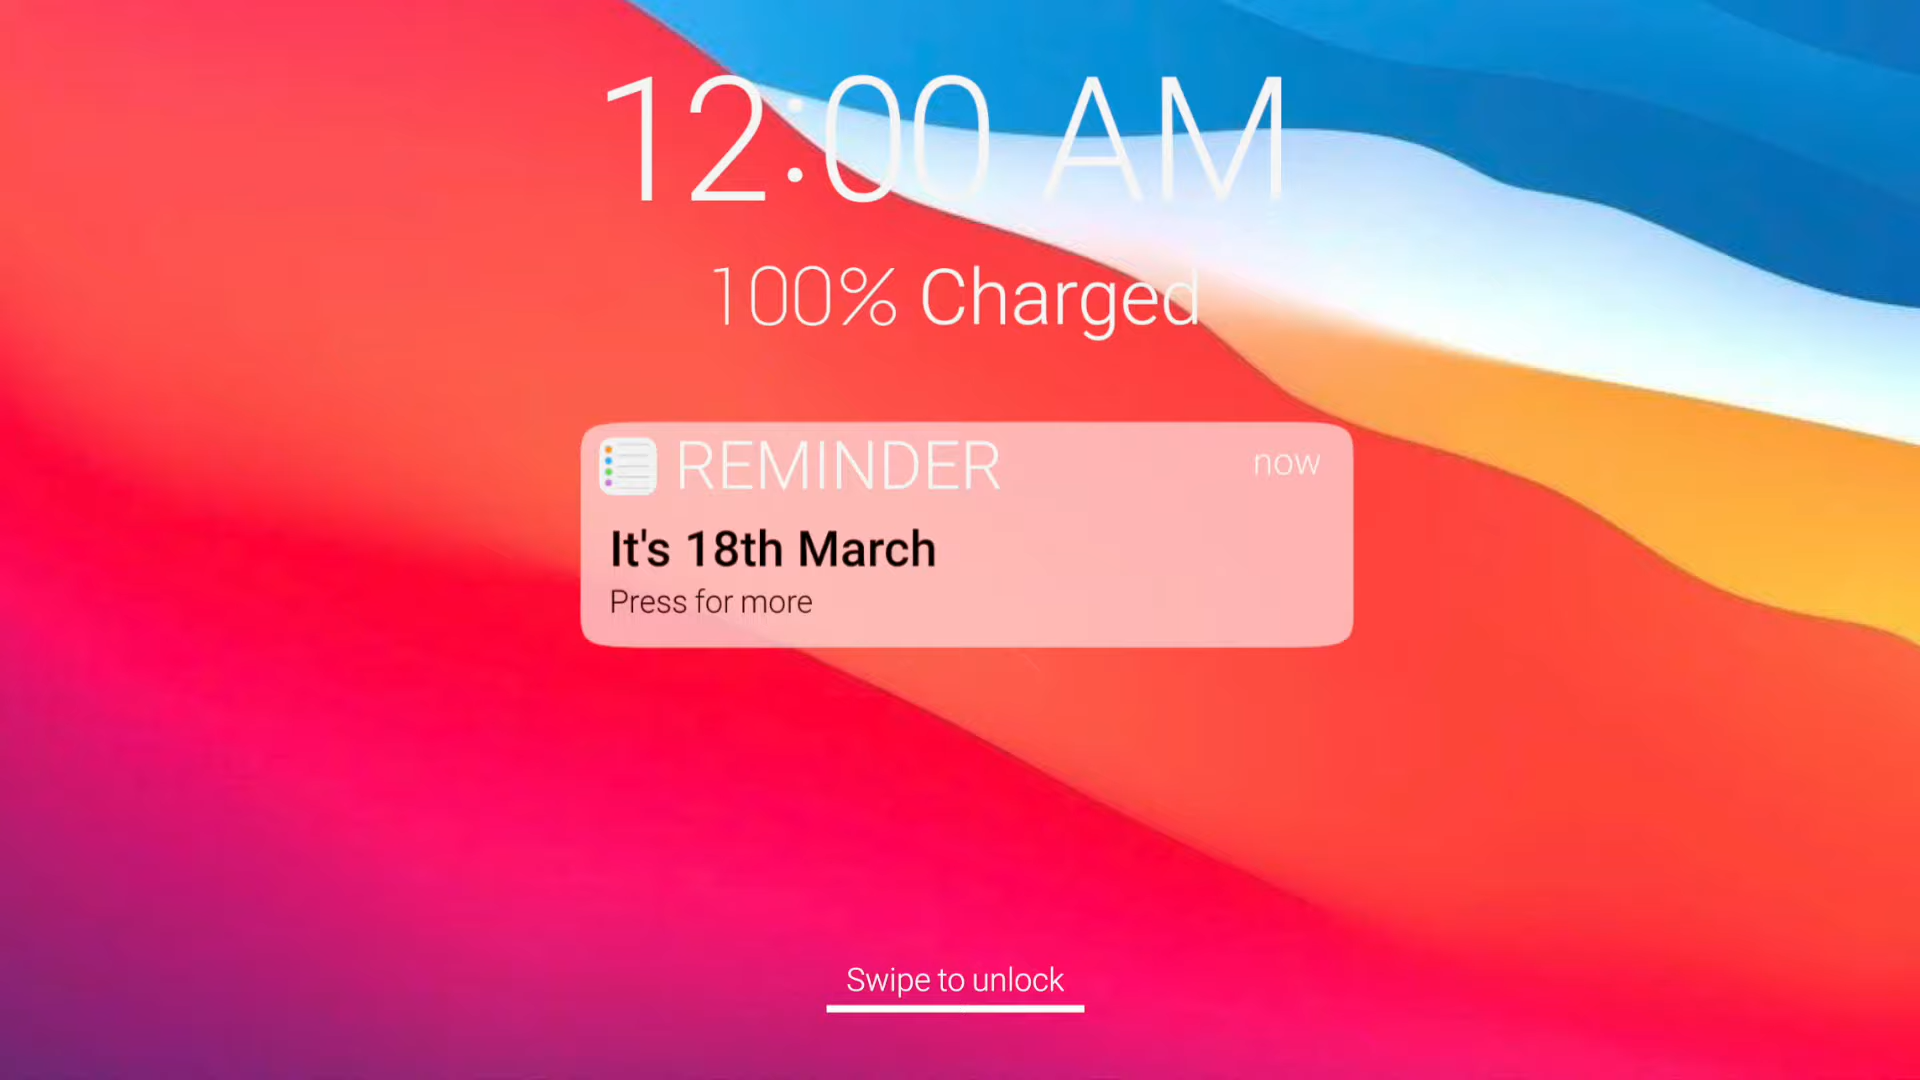 12:00 AM
100% Charged
REMINDER
now
It's 18th March
Press for more
Swipe to unlock